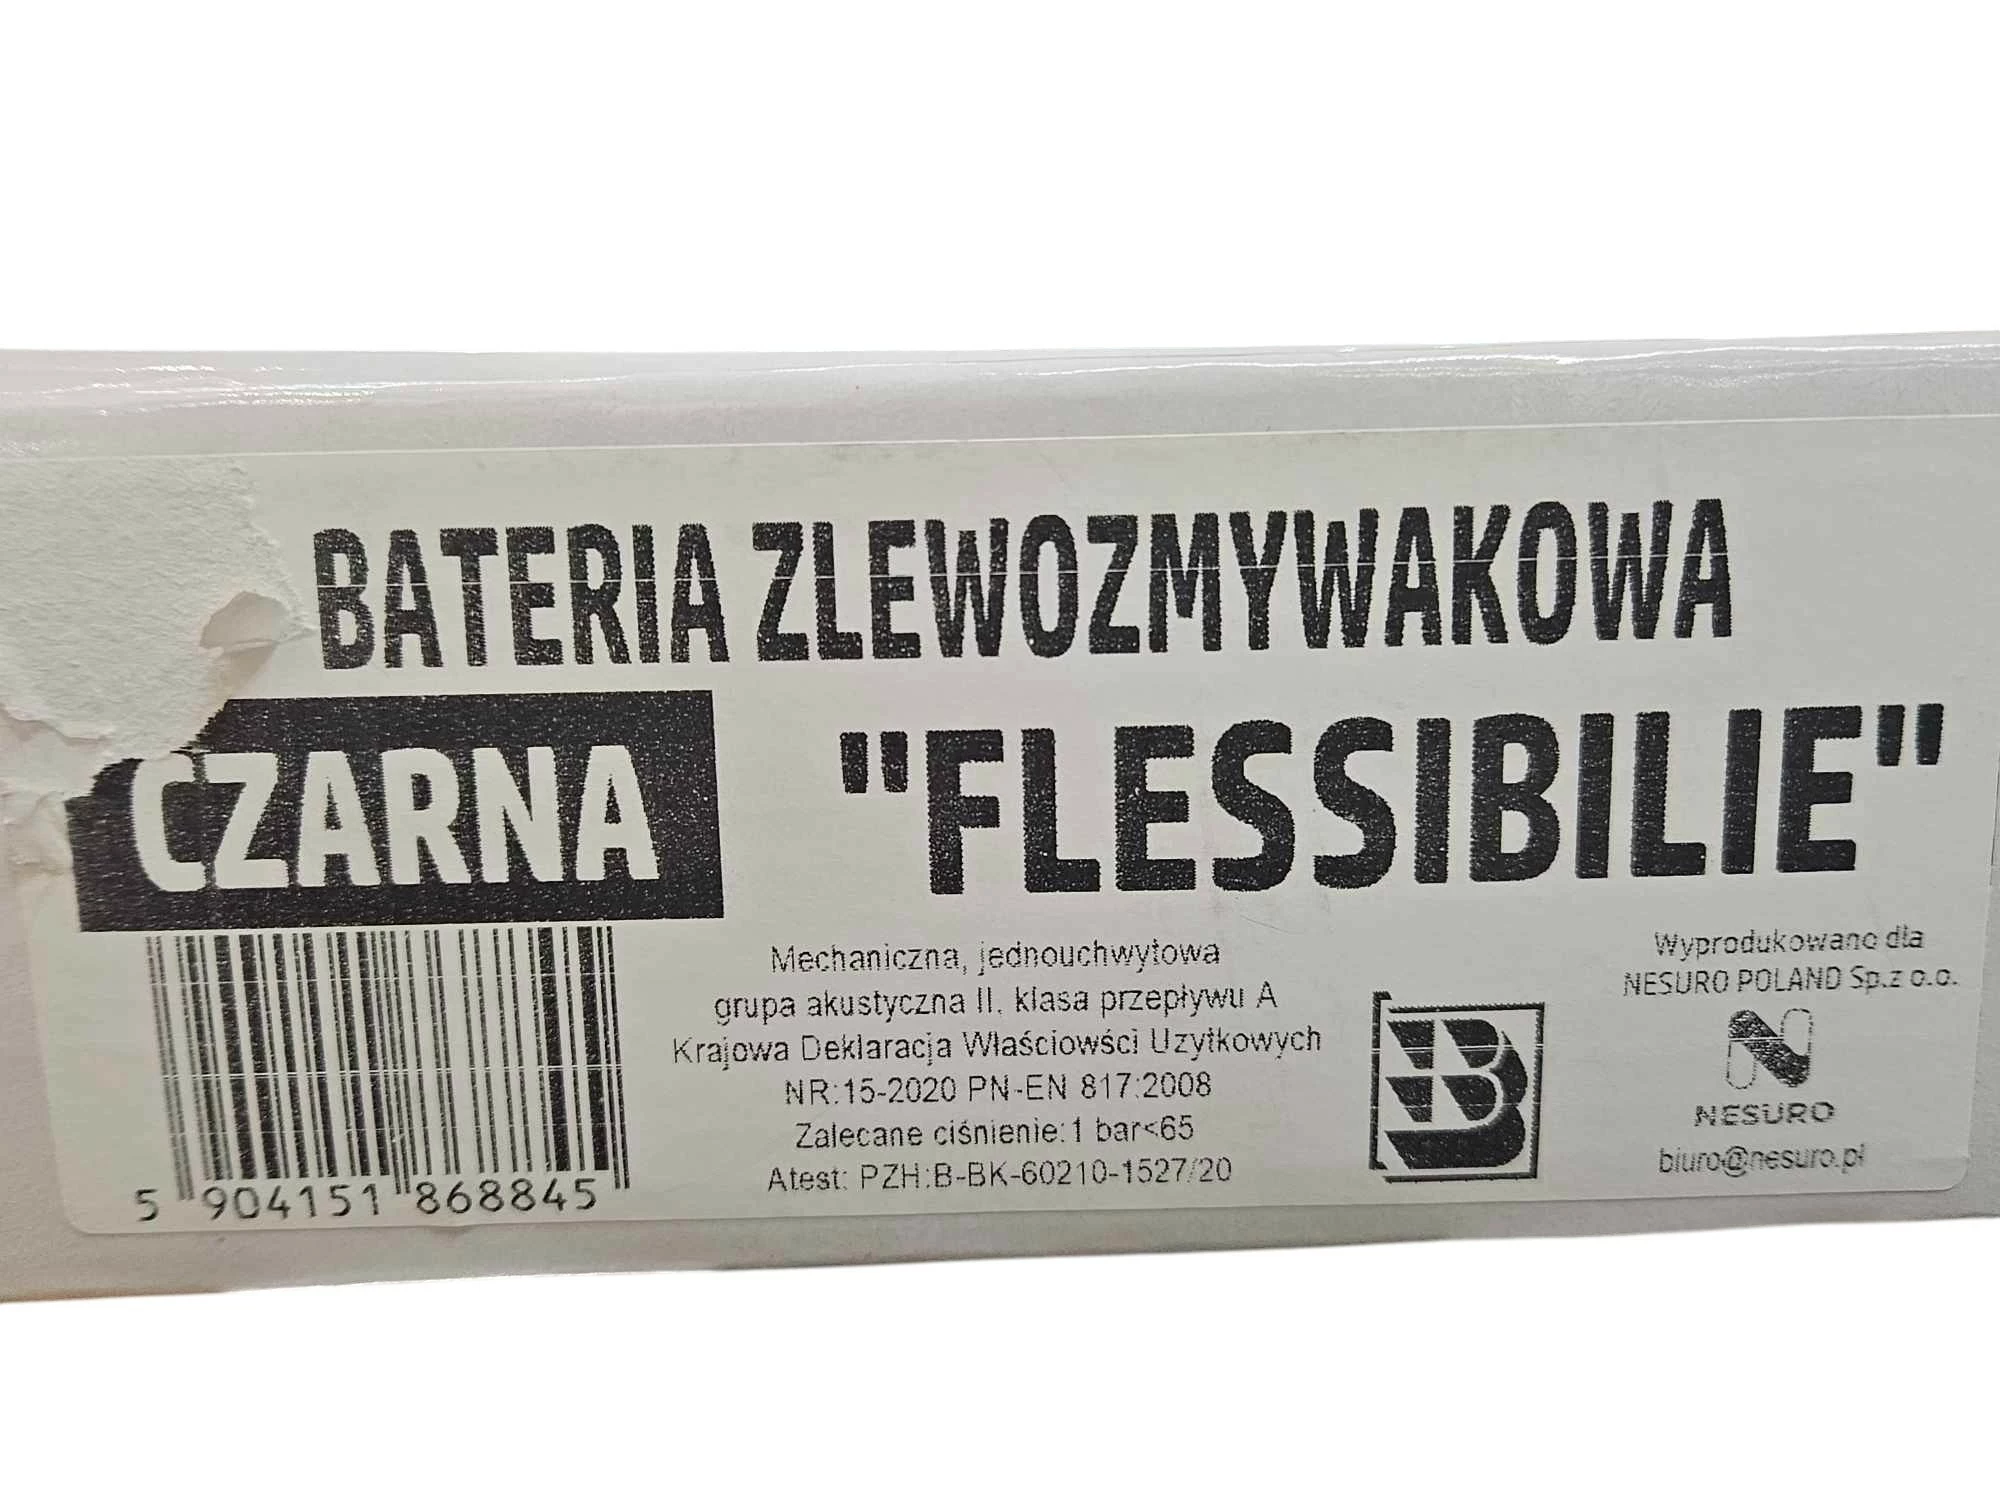 BATERIA ZLEWOZMYWAKOWA
CZARNA "FLESSIBILIE"
Mechaniczna, jednouchwytowa
grupa akustyczna II. klasa przepływu A
Krajowa Deklaracja Właściowści Uzytkowych
NR:15-2020 PN-EN 817:2008
Zalecane ciśnienie:1 bar<65
Atest: PZH:B-BK-60210-1527/20
5 904151 868845
B
Wyprodukowano dla
NESURO POLAND Sp.z o.o.
N
NESURO
biuro@nesuro.pl